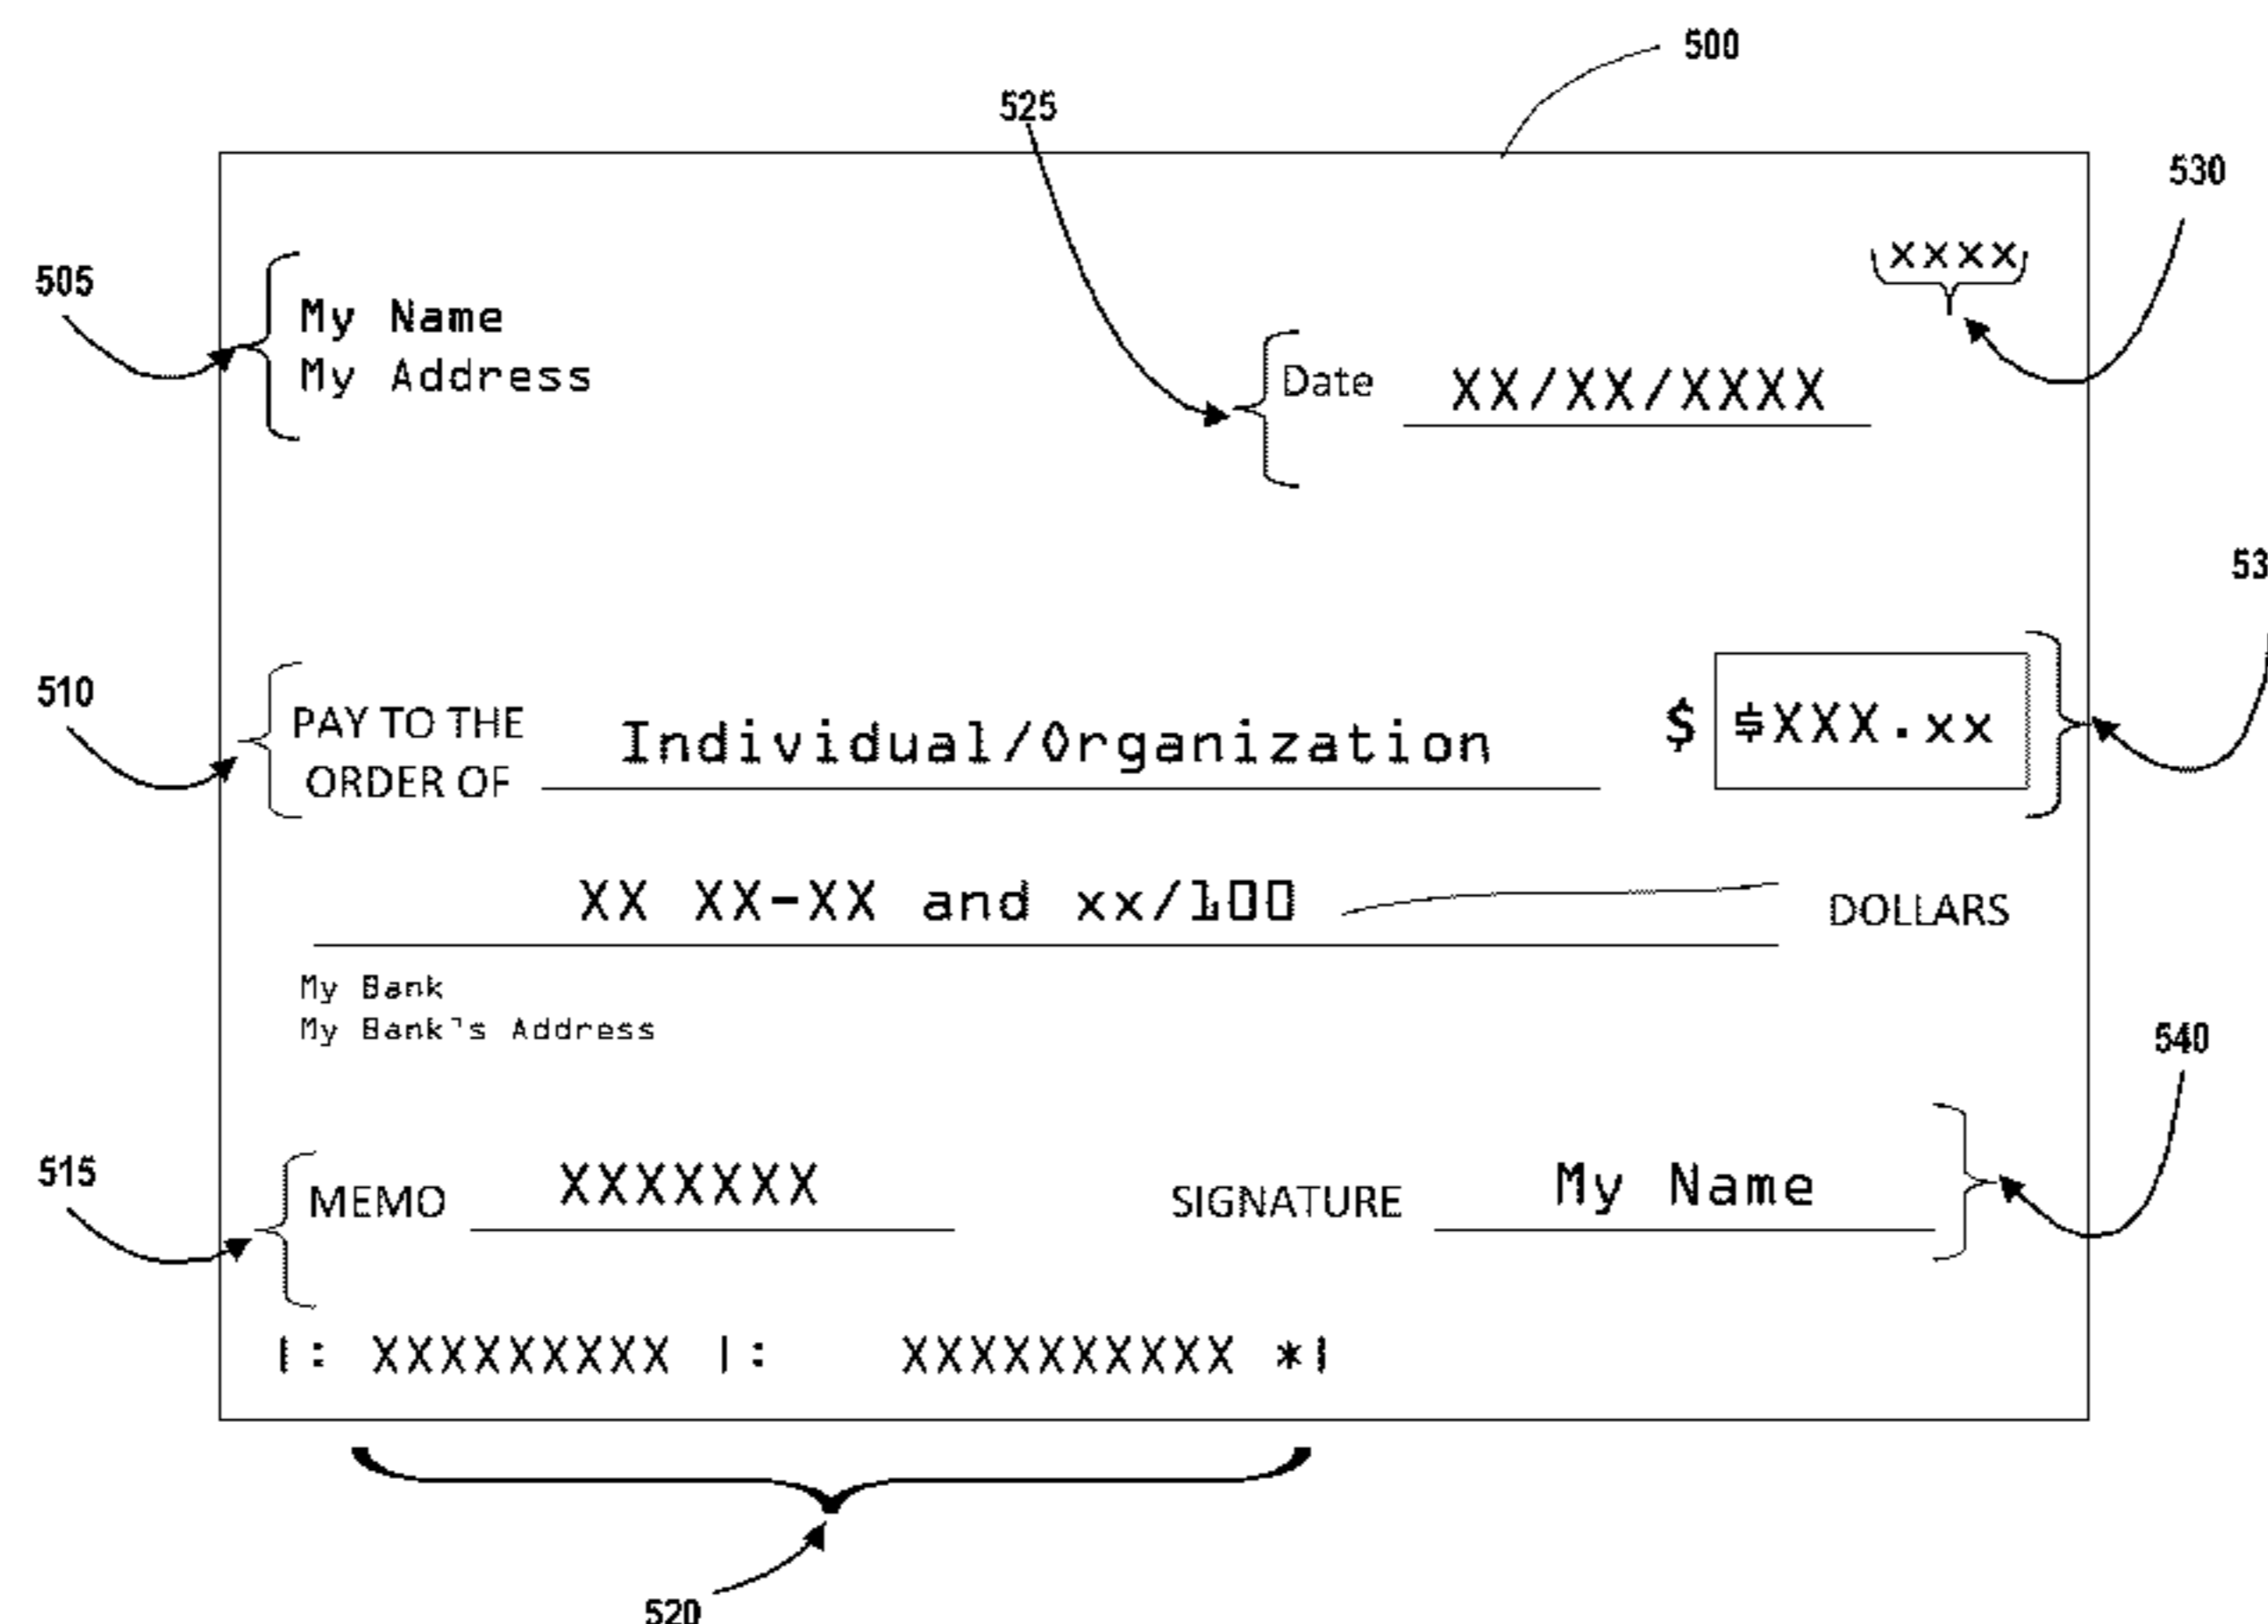 500
525
530
xxxx
505
My Name
My Address
Date XX/XX/XXXX
53
510
PAY TO THE
ORDER OF Individual/Organization $ $XXX.xx
XX XX-XX and xx/100 DOLLARS
My Bank
My Bank's Address
540
515
MEMO XXXXXXX SIGNATURE My Name
|: XXXXXXXXX |: XXXXXXXXXX *|
520